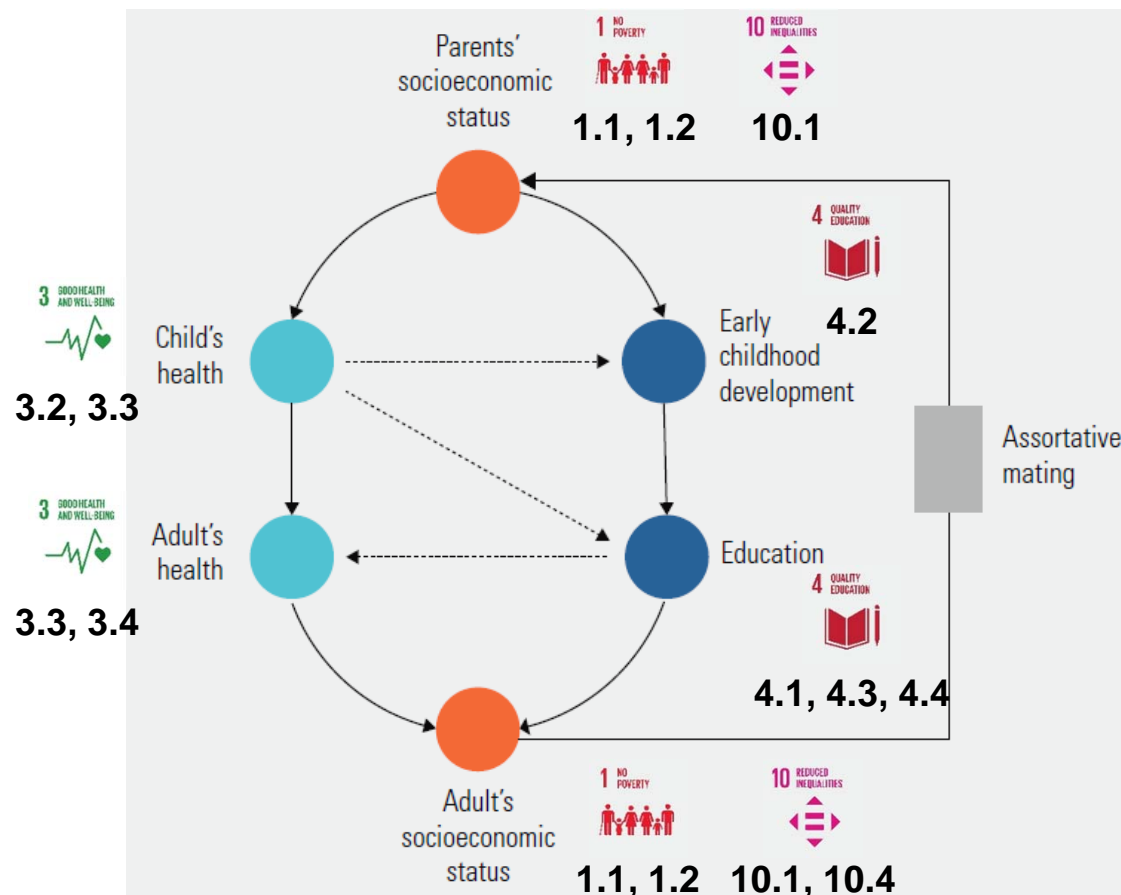 Parents'
socioeconomic
status
1 NO
POVERTY
1.1, 1.2
10 REDUCED
INEQUALITIES
10.1
4 QUALITY
EDUCATION
4.2
3 GOOD HEALTH
AND WELL-BEING
3.2, 3.3
Child's
health
Early
childhood
development
Assortative
mating
3 GOOD HEALTH
AND WELL-BEING
3.3, 3.4
Adult's
health
Education
4 QUALITY
EDUCATION
4.1, 4.3, 4.4
Adult's
socioeconomic
status
1 NO
POVERTY
1.1, 1.2
10 REDUCED
INEQUALITIES
10.1, 10.4